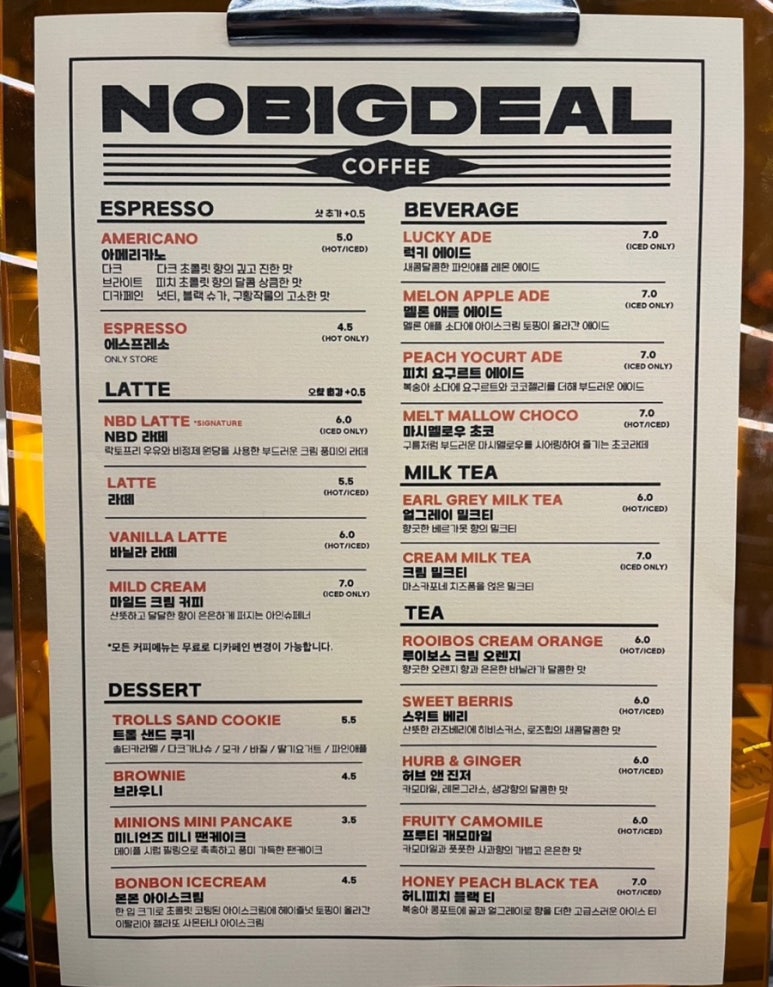 NOBIGDEAL
COFFEE
ESPRESSO
샷 추가 +0.5
AMERICANO 5.0
아메리카노 (HOT/ICED)
다크 다크 초콜릿 향의 깊고 진한 맛
브라이트 피치 초콜릿 향의 달콤 상큼한 맛
디카페인 넛티, 블랙 슈가, 구황작물의 고소한 맛
ESPRESSO 4.5
에스프레소 (HOT ONLY)
ONLY STORE
LATTE
오트 변경 +0.5
NBD LATTE *SIGNATURE 6.0
NBD 라떼 (ICED ONLY)
락토프리 우유와 비정제 원당을 사용한 부드러운 크림 풍미의 라떼
LATTE 5.5
라떼 (HOT/ICED)
VANILLA LATTE 6.0
바닐라 라떼 (HOT/ICED)
MILD CREAM 7.0
마일드 크림 커피 (ICED ONLY)
산뜻하고 달달한 향이 은은하게 퍼지는 아인슈페너
*모든 커피메뉴는 무료로 디카페인 변경이 가능합니다.
DESSERT
TROLLS SAND COOKIE 5.5
트롤 샌드 쿠키
솔티카라멜 / 다크가나슈 / 모카 / 바질 / 딸기요거트 / 파인애플
BROWNIE 4.5
브라우니
MINIONS MINI PANCAKE 3.5
미니언즈 미니 팬케이크
메이플 시럽 필링으로 촉촉하고 풍미 가득한 팬케이크
BONBON ICECREAM 4.5
본본 아이스크림
한 입 크기로 초콜릿 코팅된 아이스크림에 헤이즐넛 토핑이 올라간
이탈리아 젤라또 사몬타나 아이스크림
BEVERAGE
LUCKY ADE 7.0
럭키 에이드 (ICED ONLY)
새콤달콤한 파인애플 레몬 에이드
MELON APPLE ADE 7.0
멜론 애플 에이드 (ICED ONLY)
멜론 애플 소다에 아이스크림 토핑이 올라간 에이드
PEACH YOCURT ADE 7.0
피치 요구르트 에이드 (ICED ONLY)
복숭아 소다에 요구르트와 코코젤리를 더해 부드러운 에이드
MELT MALLOW CHOCO 7.0
마시멜로우 초코 (HOT/ICED)
구름처럼 부드러운 마시멜로우를 시어링하여 즐기는 초코라떼
MILK TEA
EARL GREY MILK TEA 6.0
얼그레이 밀크티 (HOT/ICED)
향긋한 베르가못 향의 밀크티
CREAM MILK TEA 7.0
크림 밀크티 (ICED ONLY)
마스카포네 치즈폼을 얹은 밀크티
TEA
ROOIBOS CREAM ORANGE 6.0
루이보스 크림 오렌지 (HOT/ICED)
향긋한 오렌지 향과 은은한 바닐라가 달콤한 맛
SWEET BERRIS 6.0
스위트 베리 (HOT/ICED)
산뜻한 라즈베리에 히비스커스, 로즈힙의 새콤달콤한 맛
HURB & GINGER 6.0
허브 앤 진저 (HOT/ICED)
카모마일, 레몬그라스, 생강향의 달콤한 맛
FRUITY CAMOMILE 6.0
프루티 캐모마일 (HOT/ICED)
카모마일과 풋풋한 사과향의 가볍고 은은한 맛
HONEY PEACH BLACK TEA 7.0
허니피치 블랙 티 (HOT/ICED)
복숭아 콩포트에 꿀과 얼그레이로 향을 더한 고급스러운 아이스 티